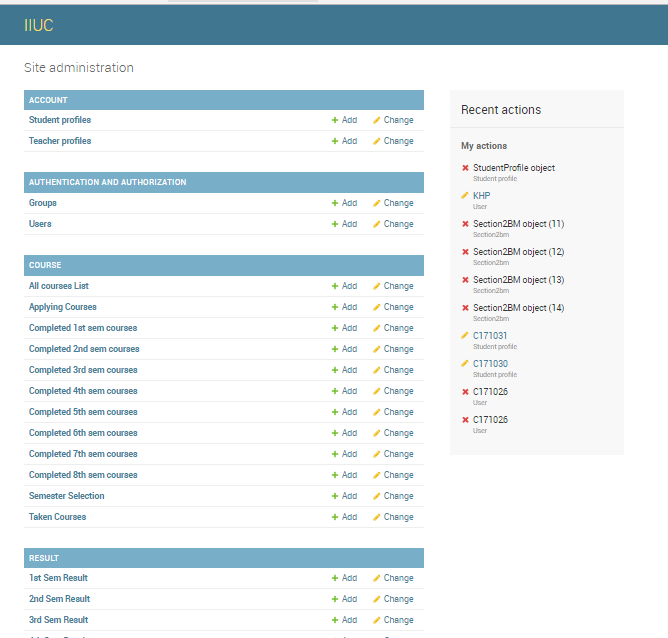 IIUC
Site administration
ACCOUNT
Student profiles Add Change
Teacher profiles Add Change
AUTHENTICATION AND AUTHORIZATION
Groups Add Change
Users Add Change
COURSE
All courses List Add Change
Applying Courses Add Change
Completed 1st sem courses Add Change
Completed 2nd sem courses Add Change
Completed 3rd sem courses Add Change
Completed 4th sem courses Add Change
Completed 5th sem courses Add Change
Completed 6th sem courses Add Change
Completed 7th sem courses Add Change
Completed 8th sem courses Add Change
Semester Selection Add Change
Taken Courses Add Change
RESULT
1st Sem Result Add Change
2nd Sem Result Add Change
3rd Sem Result Add Change
Recent actions
My actions
StudentProfile object
Student profile
KHP
User
Section2BM object (11)
Section2bm
Section2BM object (12)
Section2bm
Section2BM object (13)
Section2bm
Section2BM object (14)
Section2bm
C171031
Student profile
C171030
Student profile
C171026
User
C171026
User